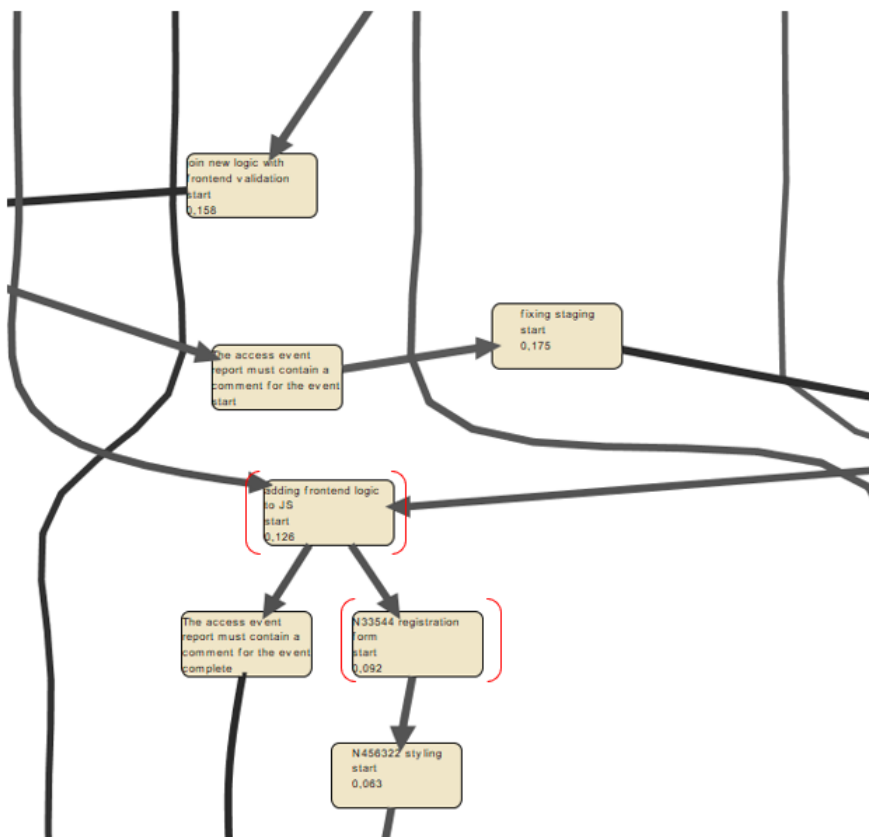 oin new logic with
frontend validation
start
0,158
fixing staging
start
0,175
The access event
report must contain a
comment for the event
start
adding frontend logic
to JS
start
0,126
The access event
report must contain a
comment for the event
complete
N33544 registration
form
start
0,092
N456322 styling
start
0,063